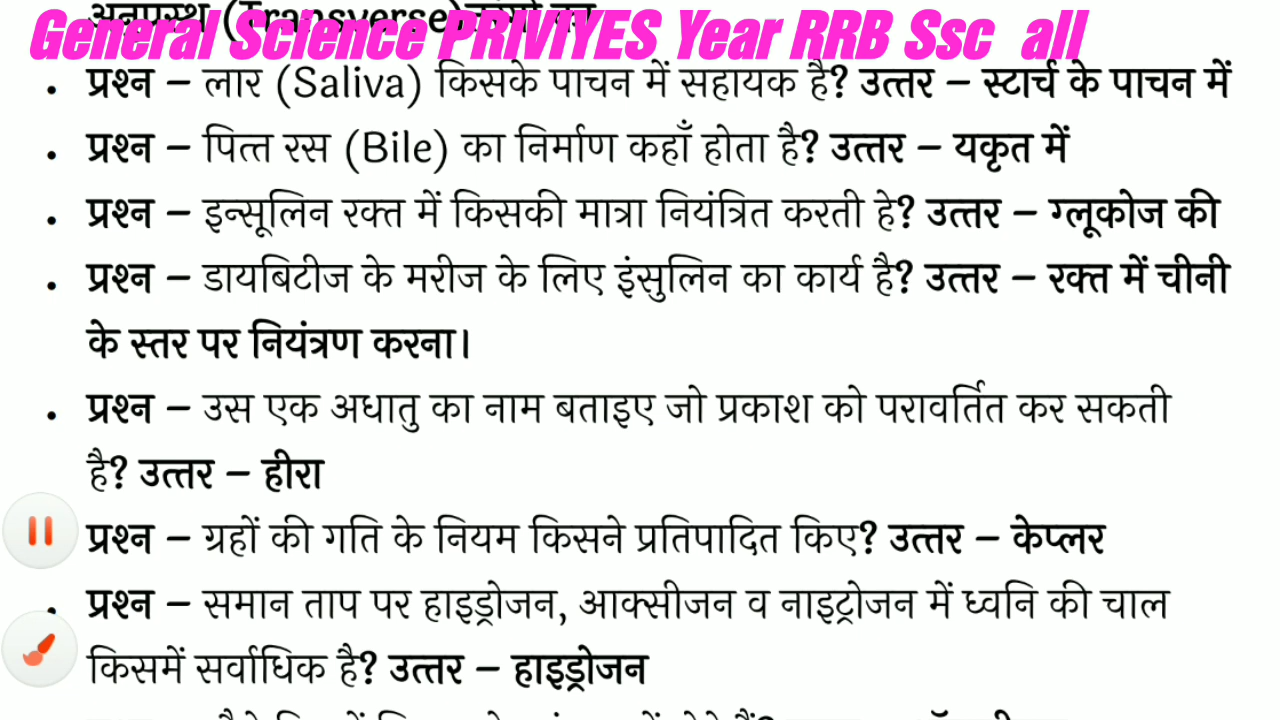 अनुप्रस्थ (Transverse)
General Science PRIVIYES Year RRB Ssc all
• प्रश्न – लार (Saliva) किसके पाचन में सहायक है? उत्तर – स्टार्च के पाचन में
• प्रश्न – पित्त रस (Bile) का निर्माण कहाँ होता है? उत्तर – यकृत में
• प्रश्न – इन्सूलिन रक्त में किसकी मात्रा नियंत्रित करती हे? उत्तर – ग्लूकोज की
• प्रश्न – डायबिटीज के मरीज के लिए इंसुलिन का कार्य है? उत्तर – रक्त में चीनी
के स्तर पर नियंत्रण करना।
• प्रश्न – उस एक अधातु का नाम बताइए जो प्रकाश को परावर्तित कर सकती
है? उत्तर – हीरा
प्रश्न – ग्रहों की गति के नियम किसने प्रतिपादित किए? उत्तर – केप्लर
• प्रश्न – समान ताप पर हाइड्रोजन, आक्सीजन व नाइट्रोजन में ध्वनि की चाल
किसमें सर्वाधिक है? उत्तर – हाइड्रोजन